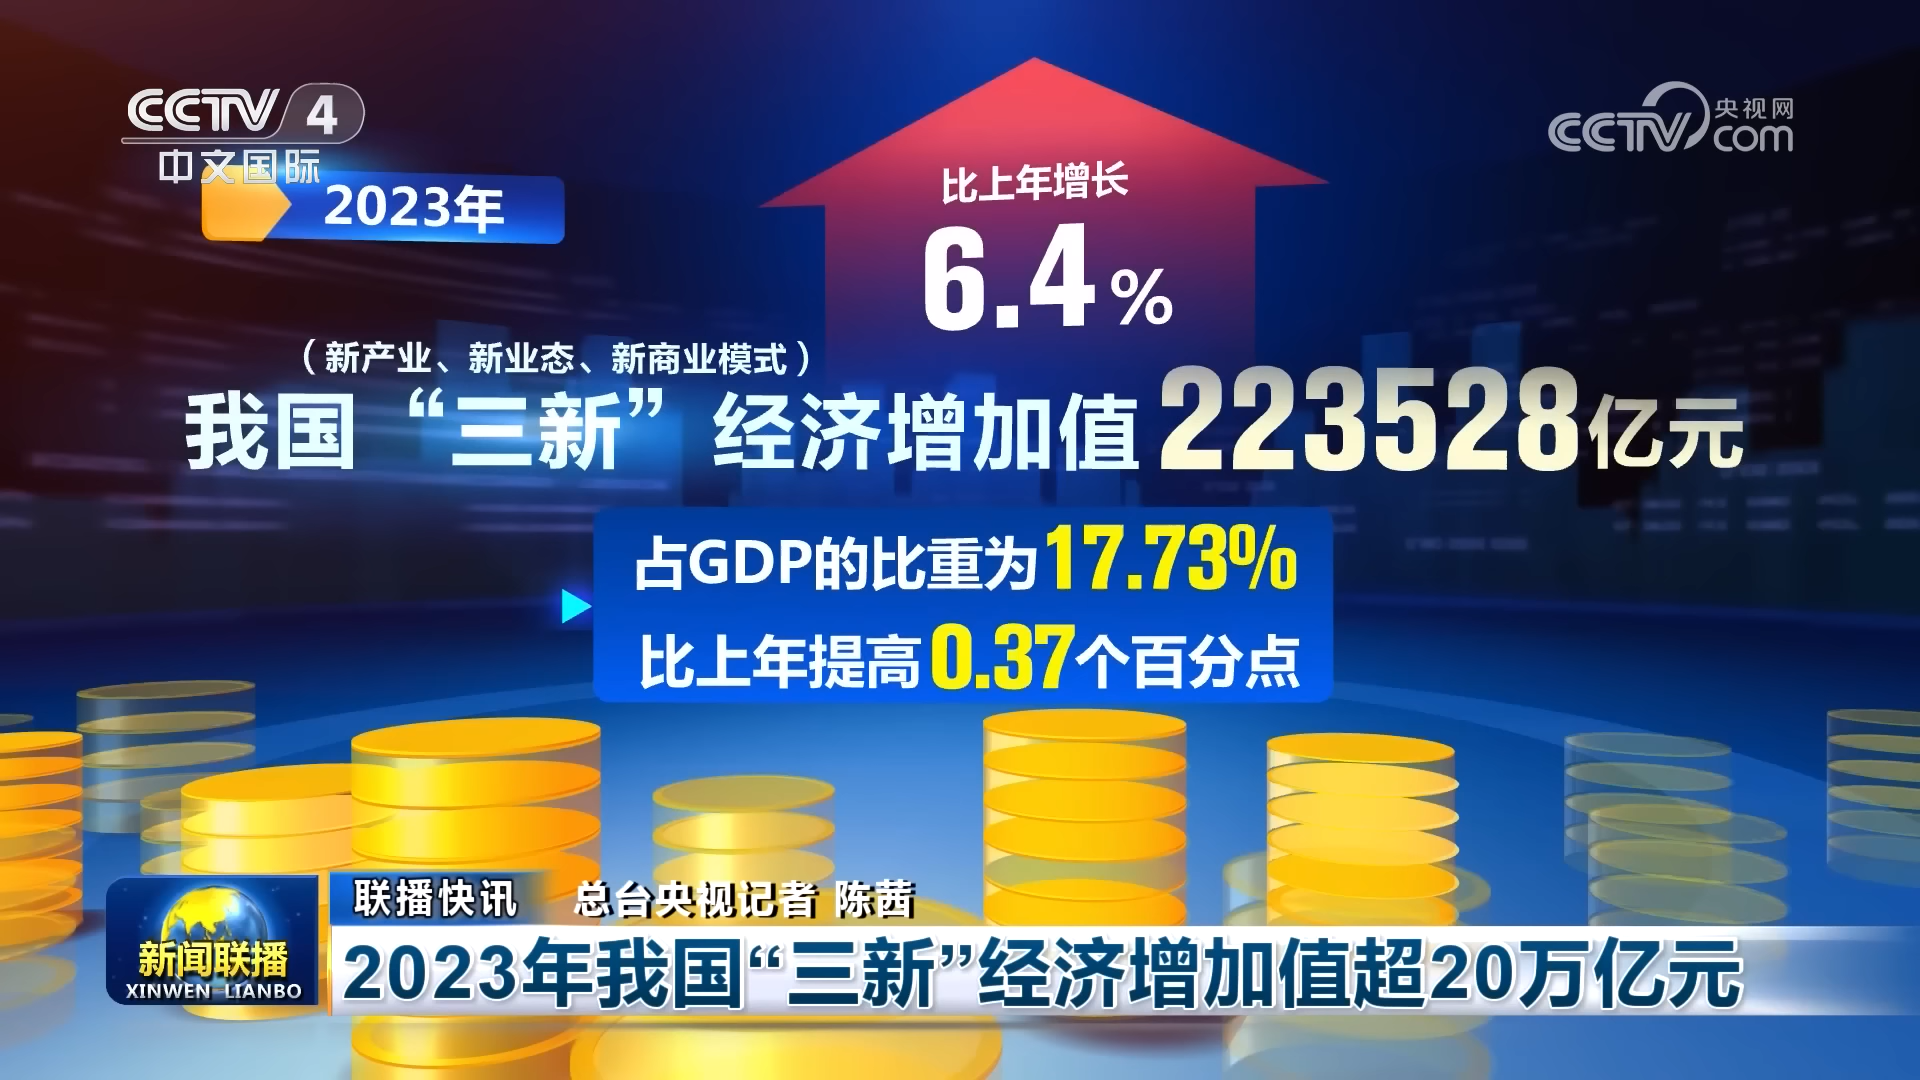 CCTV 4
中文国际
央视网
CCTV com
2023年
比上年增长
6.4%
（新产业、新业态、新商业模式）
我国“三新”经济增加值223528亿元
占GDP的比重为17.73%
比上年提高0.37个百分点
联播快讯 总台央视记者 陈茜
新闻联播
XINWEN LIANBO
2023年我国“三新”经济增加值超20万亿元